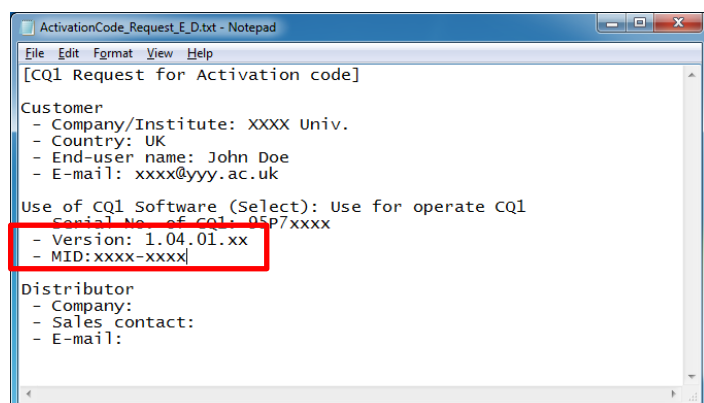 ActivationCode_Request_E_D.txt - Notepad
File Edit Format View Help
[CQ1 Request for Activation code]
Customer
- Company/Institute: XXXX Univ.
- Country: UK
- End-user name: John Doe
- E-mail: xxxx@yyy.ac.uk
Use of CQ1 Software (Select): Use for operate CQ1
- Serial No. of CQ1: 95P7xxxx
- Version: 1.04.01.xx
- MID:xxxx-xxxx
Distributor
- Company:
- Sales contact:
- E-mail: